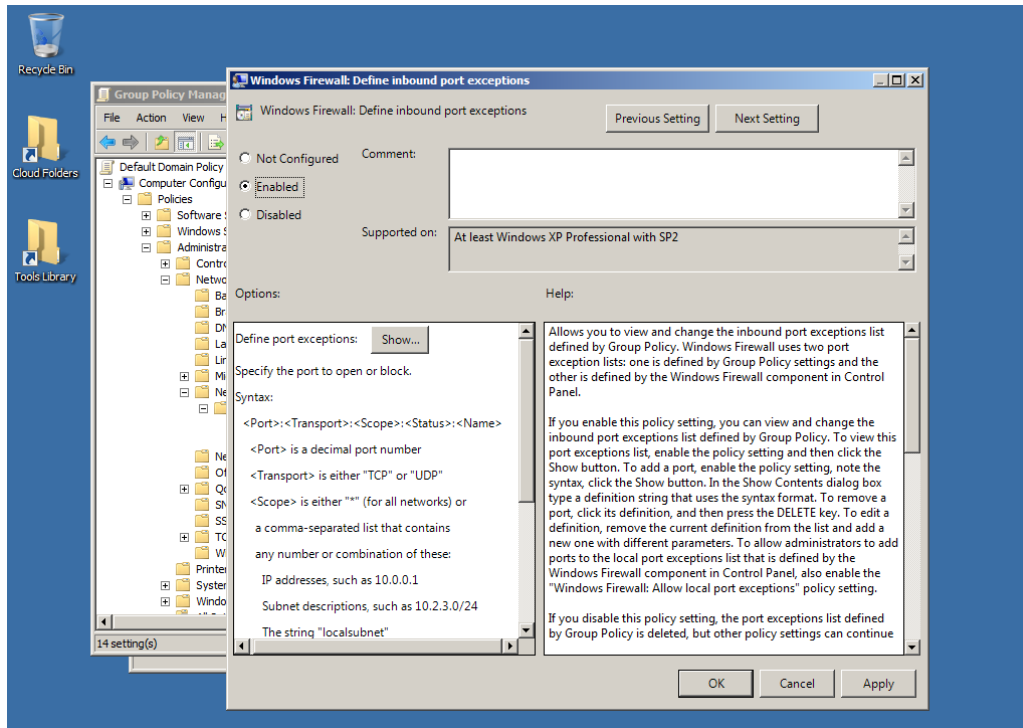 Recycle Bin
Cloud Folders
Tools Library
Group Policy Manag
File Action View H
Default Domain Policy
Computer Configu
Policies
Software
Windows S
Administra
Contro
Netwo
Ba
Br
DN
La
Lin
Mi
Ne
Ne
Of
Qo
SN
SS
TC
W
Printer
System
Windo
14 setting(s)
Windows Firewall: Define inbound port exceptions
Windows Firewall: Define inbound port exceptions
Previous Setting Next Setting
Not Configured Comment:
Enabled
Disabled
Supported on: At least Windows XP Professional with SP2
Options: Help:
Define port exceptions: Show...
Specify the port to open or block.
Syntax:
<Port>:<Transport>:<Scope>:<Status>:<Name>
<Port> is a decimal port number
<Transport> is either "TCP" or "UDP"
<Scope> is either "*" (for all networks) or
a comma-separated list that contains
any number or combination of these:
IP addresses, such as 10.0.0.1
Subnet descriptions, such as 10.2.3.0/24
The string "localsubnet"
Allows you to view and change the inbound port exceptions list
defined by Group Policy. Windows Firewall uses two port
exception lists: one is defined by Group Policy settings and the
other is defined by the Windows Firewall component in Control
Panel.
If you enable this policy setting, you can view and change the
inbound port exceptions list defined by Group Policy. To view this
port exceptions list, enable the policy setting and then click the
Show button. To add a port, enable the policy setting, note the
syntax, click the Show button. In the Show Contents dialog box
type a definition string that uses the syntax format. To remove a
port, click its definition, and then press the DELETE key. To edit a
definition, remove the current definition from the list and add a
new one with different parameters. To allow administrators to add
ports to the local port exceptions list that is defined by the
Windows Firewall component in Control Panel, also enable the
"Windows Firewall: Allow local port exceptions" policy setting.
If you disable this policy setting, the port exceptions list defined
by Group Policy is deleted, but other policy settings can continue
OK Cancel Apply